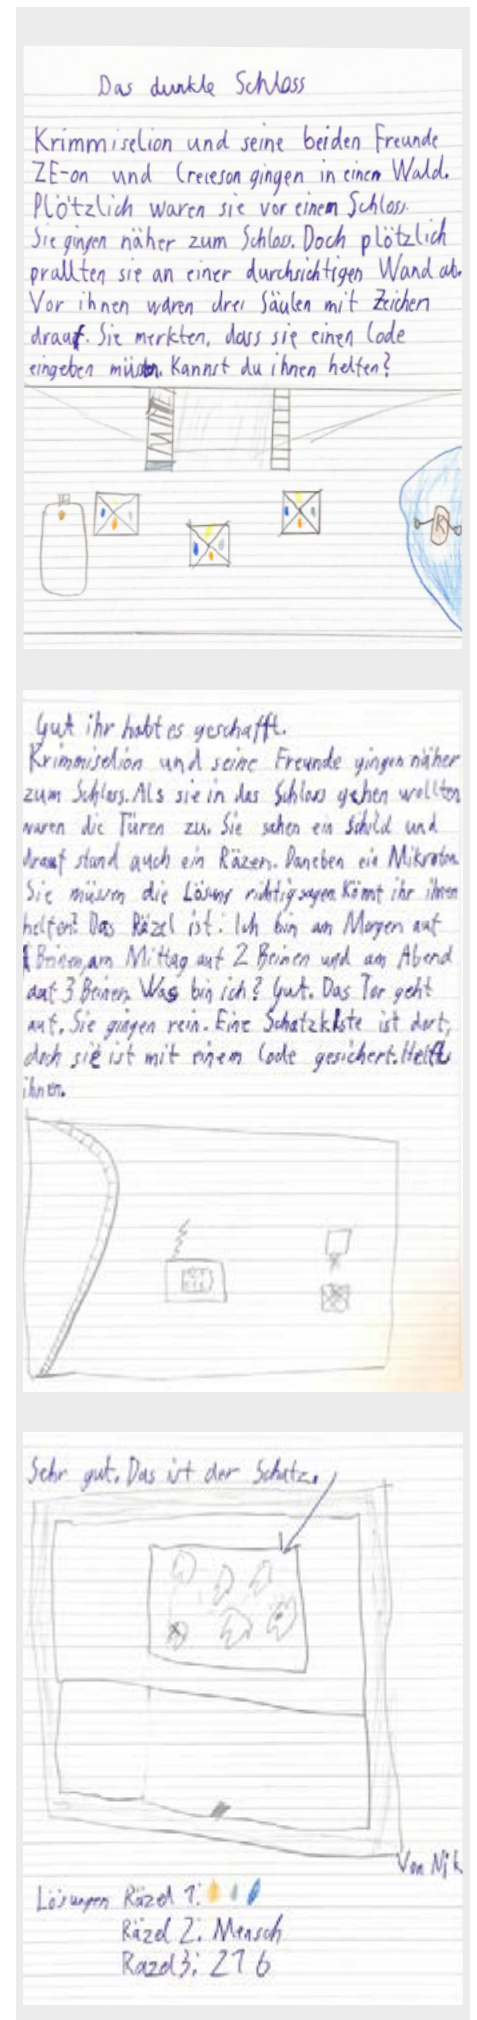 Das dunkle Schloss
Krimmiselion und seine beiden Freunde
ZE-on und Creieson gingen in einen Wald.
Plötzlich waren sie vor einem Schloss.
Sie gingen näher zum Schloss. Doch plötzlich
prallten sie an einer durchsichtigen Wand ab.
Vor ihnen waren drei Säulen mit Zeichen
drauf. Sie merkten, dass sie einen Code
eingeben müssen. Kannst du ihnen helfen?
R
Gut ihr habt es geschafft.
Krimmiselion und seine Freunde gingen näher
zum Schloss. Als sie in das Schloss gehen wollten
waren die Türen zu. Sie sahen ein Schild und
drauf stand auch ein Räzel. Daneben ein Mikrofon.
Sie müssen die Lösung richtig sagen. Könnt ihr ihnen
helfen? Das Räzel ist: Ich bin am Morgen auf
4 Beinen, am Mittag auf 2 Beinen und am Abend
auf 3 Beinen. Was bin ich? Gut. Das Tor geht
auf. Sie gingen rein. Eine Schatzkiste ist dort,
doch sie ist mit einem Code gesichert. Helft
ihnen.
Sehr gut. Das ist der Schatz.
Von Nik
Lösungen Räzel 1:
Räzel 2: Mensch
Razel 3: 216